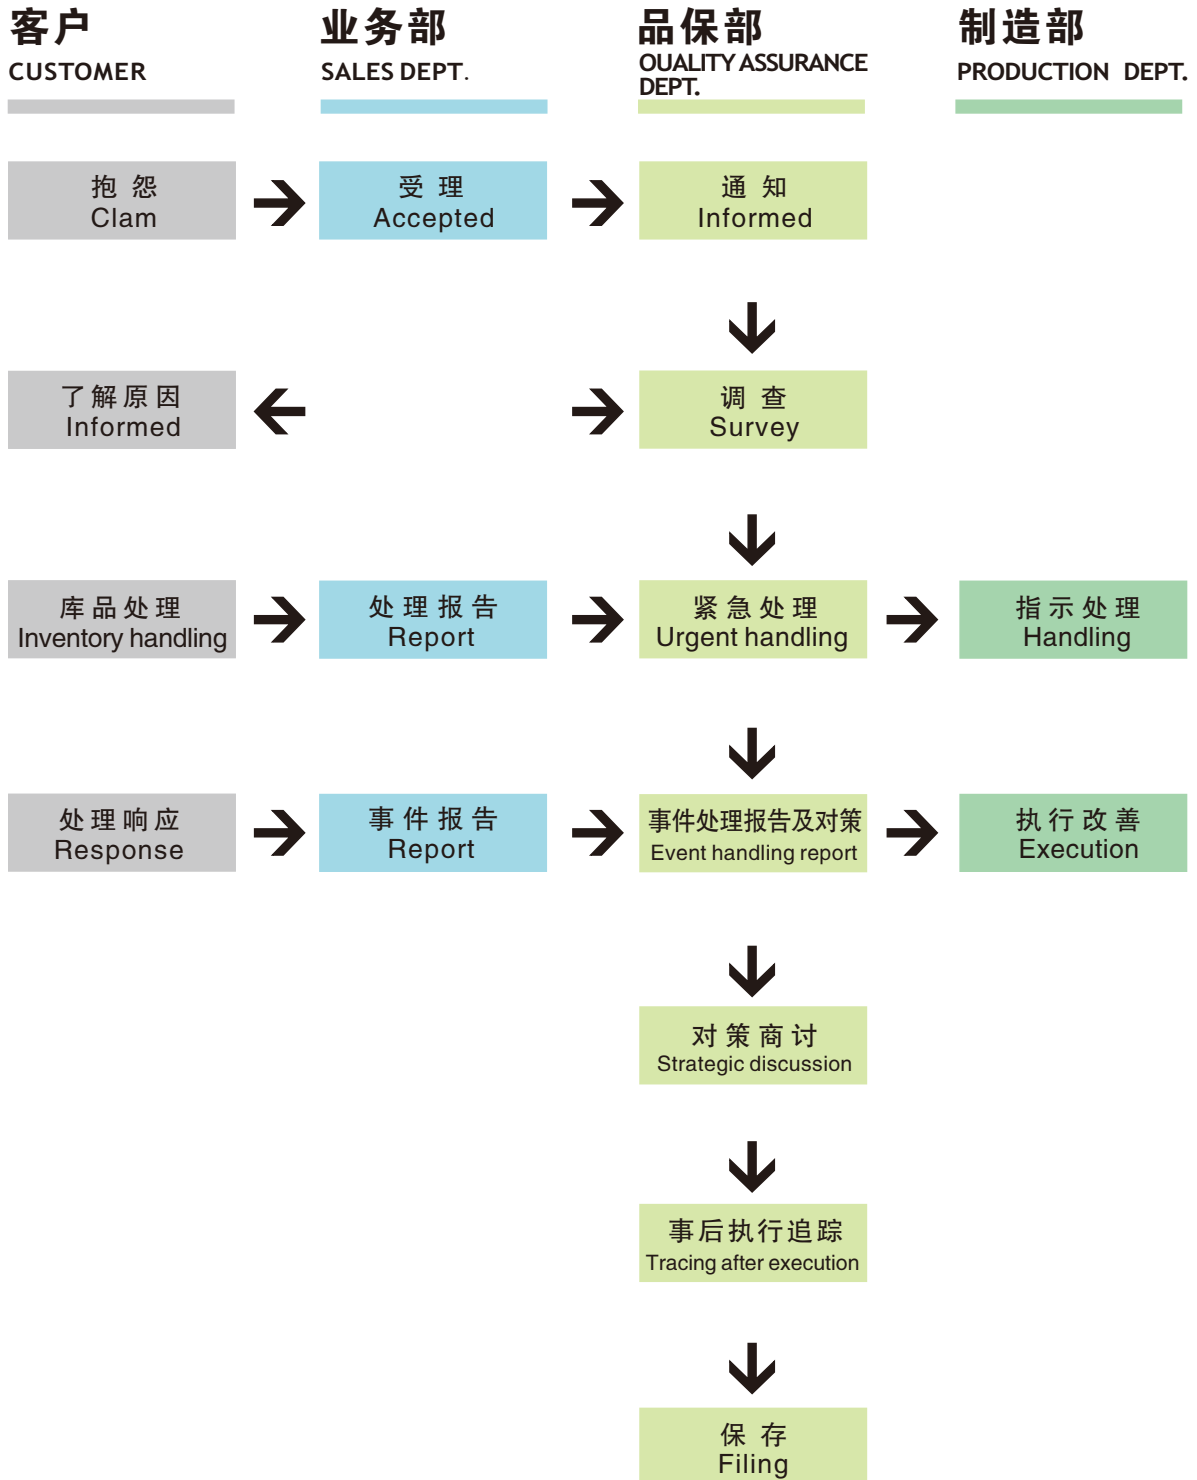 客户
CUSTOMER
业务部
SALES DEPT.
品保部
OUALITY ASSURANCE
DEPT.
制造部
PRODUCTION DEPT.
抱怨
Clam
受理
Accepted
通知
Informed
了解原因
Informed
调查
Survey
库品处理
Inventory handling
处理报告
Report
紧急处理
Urgent handling
指示处理
Handling
处理响应
Response
事件报告
Report
事件处理报告及对策
Event handling report
执行改善
Execution
对策商讨
Strategic discussion
事后执行追踪
Tracing after execution
保存
Filing